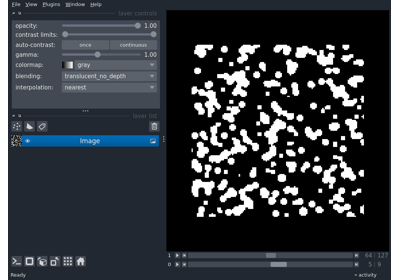 File View Plugins Window Help
layer controls
opacity: 1.00
contrast limits:
auto-contrast: once continuous
gamma: 1.00
colormap: gray
blending: translucent_no_depth
interpolation: nearest
layer list
Image
1 64 127
0 5 9
Ready activity